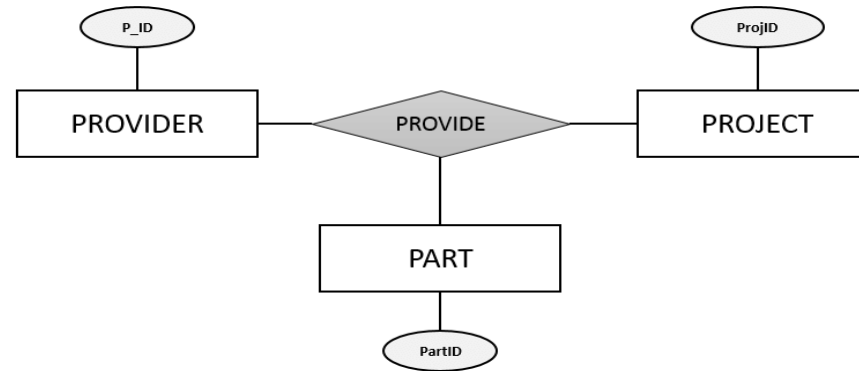 P_ID
ProjID
PROVIDER
PROVIDE
PROJECT
PART
PartID